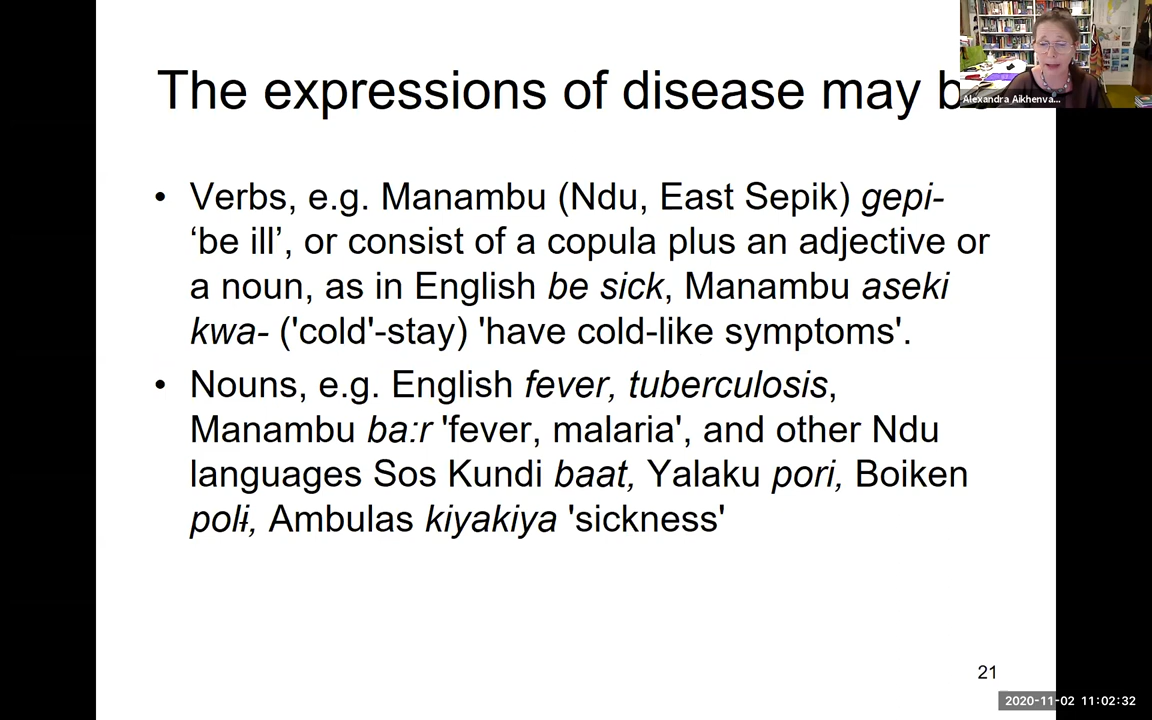 The expressions of disease may b
Alexandra Aikhenva...
• Verbs, e.g. Manambu (Ndu, East Sepik) gepi-
‘be ill’, or consist of a copula plus an adjective or
a noun, as in English be sick, Manambu aseki
kwa- ('cold'-stay) 'have cold-like symptoms'.
• Nouns, e.g. English fever, tuberculosis,
Manambu ba:r 'fever, malaria', and other Ndu
languages Sos Kundi baat, Yalaku pori, Boiken
polɨ, Ambulas kiyakiya 'sickness'
21
2020-11-02 11:02:32